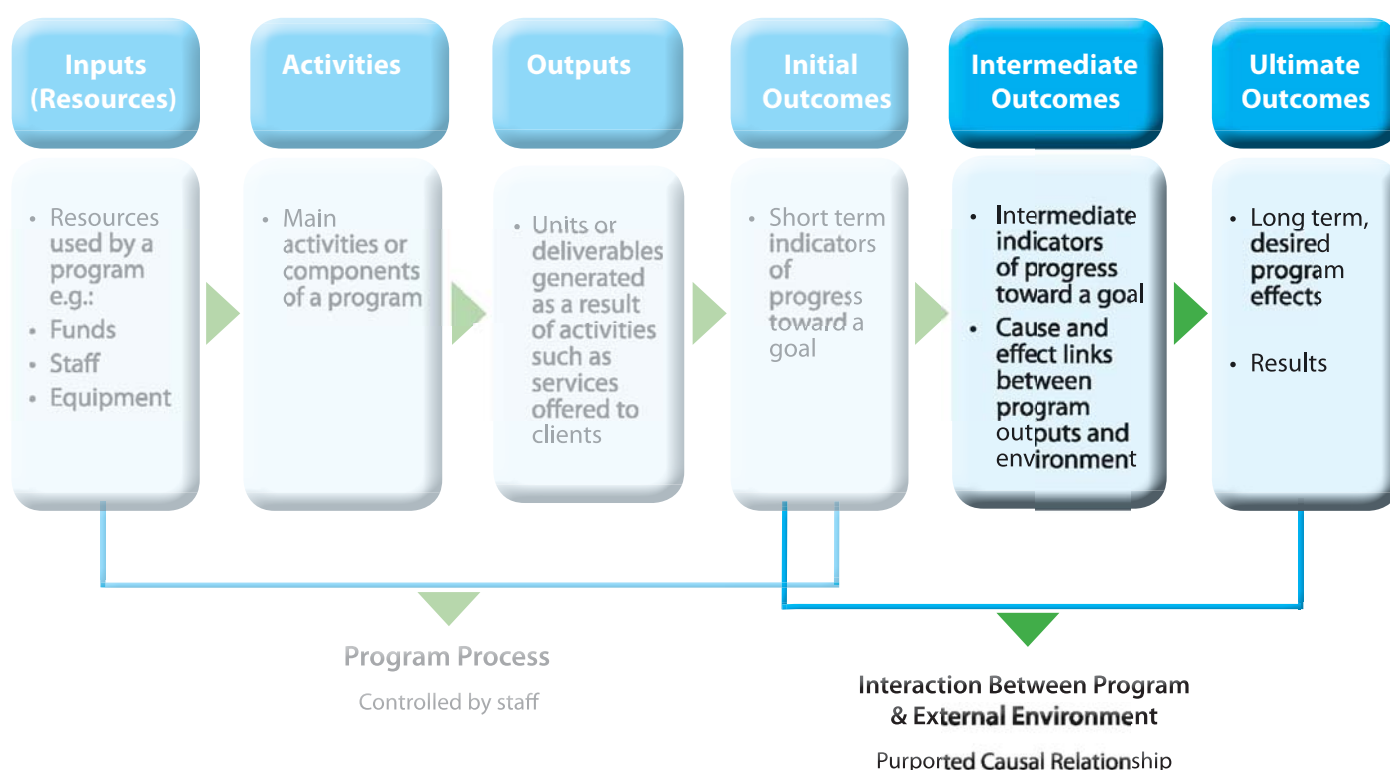 Inputs
(Resources)
Activities
Outputs
Initial
Outcomes
Intermediate
Outcomes
Ultimate
Outcomes
• Resources
used by a
program
e.g.:
• Funds
• Staff
• Equipment
• Main
activities or
components
of a program
• Units or
deliverables
generated
as a result
of activities
such as
services
offered to
clients
• Short term
indicators
of
progress
toward a
goal
• Intermediate
indicators
of progress
toward a goal
• Cause and
effect links
between
program
outputs and
environment
• Long term,
desired
program
effects
• Results
Program Process
Controlled by staff
Interaction Between Program
& External Environment
Purported Causal Relationship